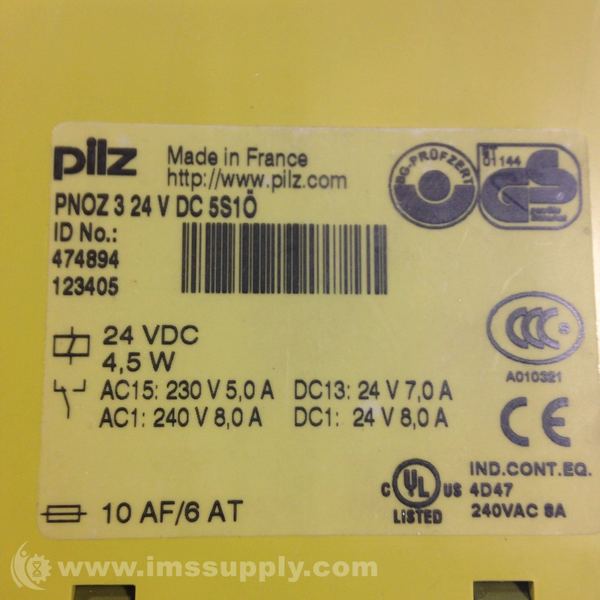 pilz
Made in France
http://www.pilz.com
PNOZ 3 24 V DC 5S1Ö
ID No.:
474894
123405
BG-PRÜFZERT
ET
01144
GS
24 VDC
4,5 W
AC15: 230 V 5,0 A DC13: 24 V 7,0 A
AC1: 240 V 8,0 A DC1: 24 V 8,0 A
CCC S
A010321
CE
C UL US
LISTED
IND.CONT.EQ.
4D47
240VAC 8A
10 AF/6 AT
www.imssupply.com